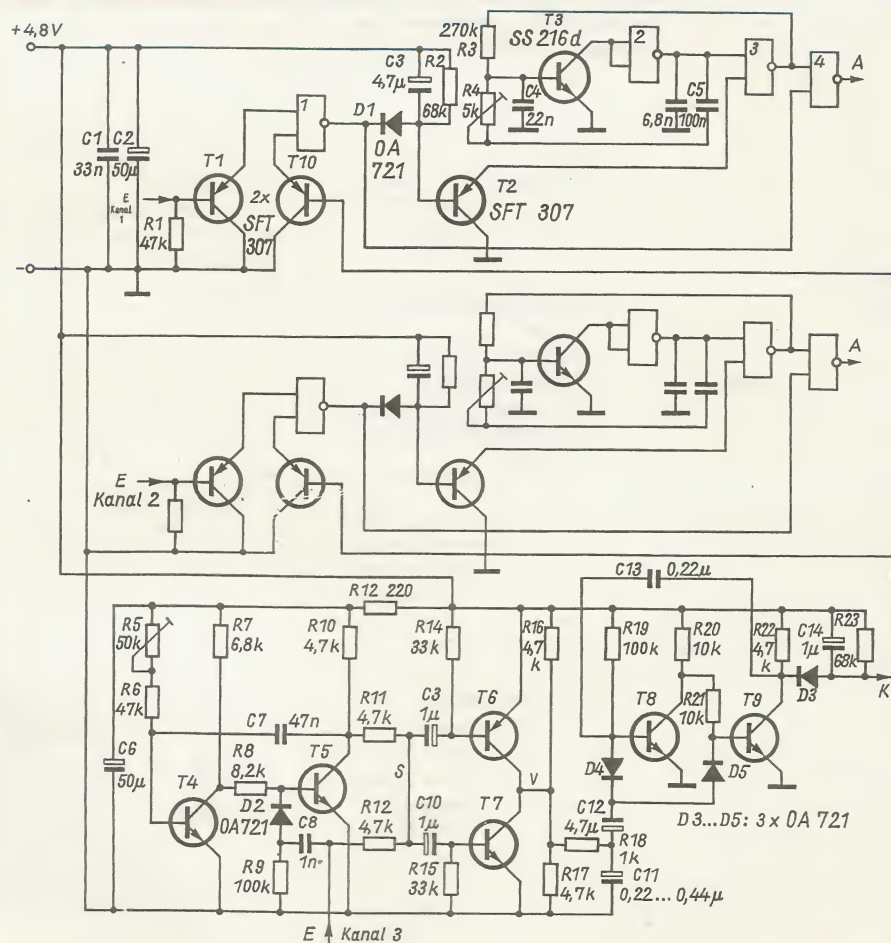 +4,8V
C1
33n
C2
50µ
E
Kanal
1
R1
47k
T1
T10
2x
SFT
307
1
D1
OA
721
C3
4,7µ
R2
68k
270k
R3
R4
5k
C4
22n
T3
SS 216d
2
6,8n
C5
100n
3
4
A
T2
SFT 307
-
E
Kanal 2
A
R5
50k
R6
47k
C6
50µ
R7
6,8k
C7
47n
T4
R8
8,2k
D2
OA721
R9
100k
C8
1n
T5
R10
4,7k
R12 220
R11
4,7k
S
R12
4,7k
E
Kanal 3
R14
33k
C3
1µ
C10
1µ
R15
33k
T6
T7
V
R16
4,7
k
R17
4,7k
R18
1k
C12
4,7µ
C11
0,22...0,44µ
C13
0,22µ
R19
100k
R20
10k
T8
D4
R21
10k
D5
T9
R22
4,7
k
C14
1µ
R23
68k
D3
K
D3...D5: 3x OA 721